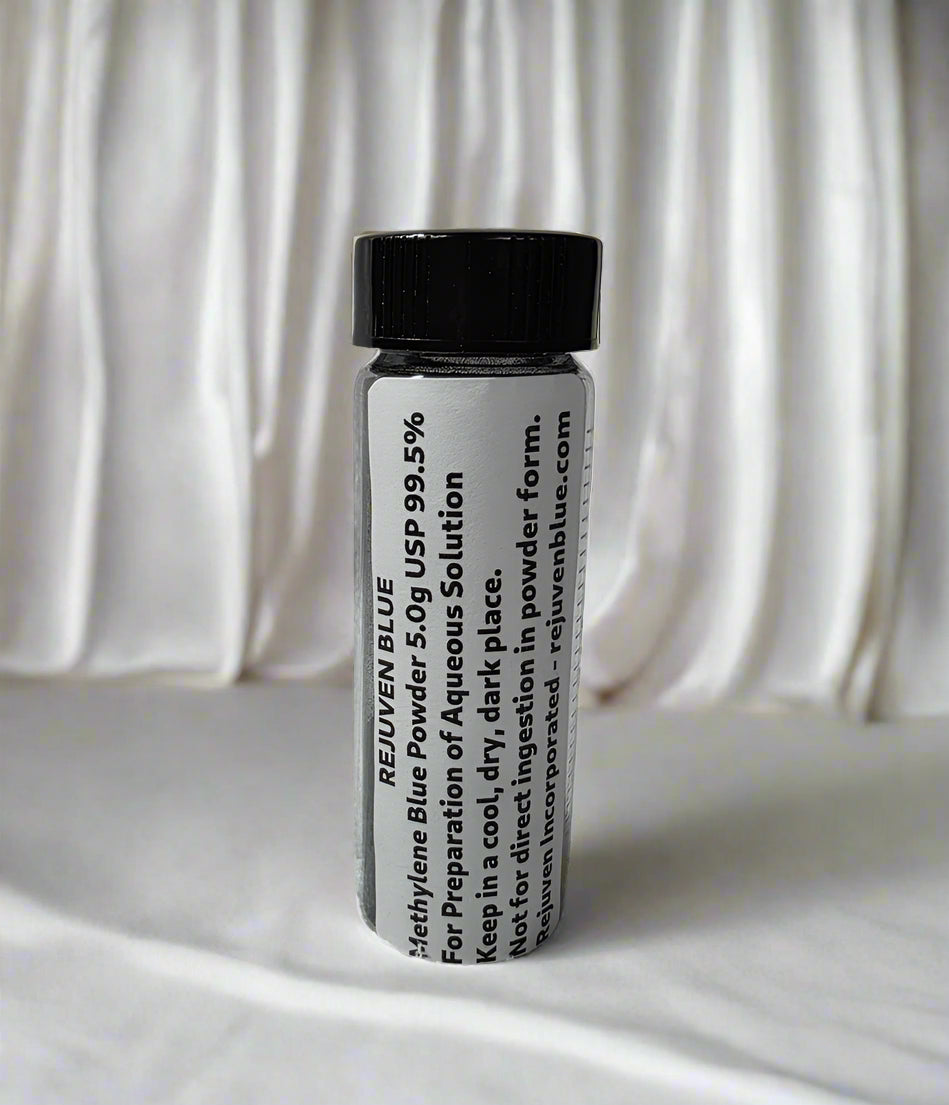 REJUVEN BLUE
Methylene Blue Powder 5.0g USP 99.5%
For Preparation of Aqueous Solution
Keep in a cool, dry, dark place.
Not for direct ingestion in powder form.
Rejuven Incorporated - rejuvenblue.com